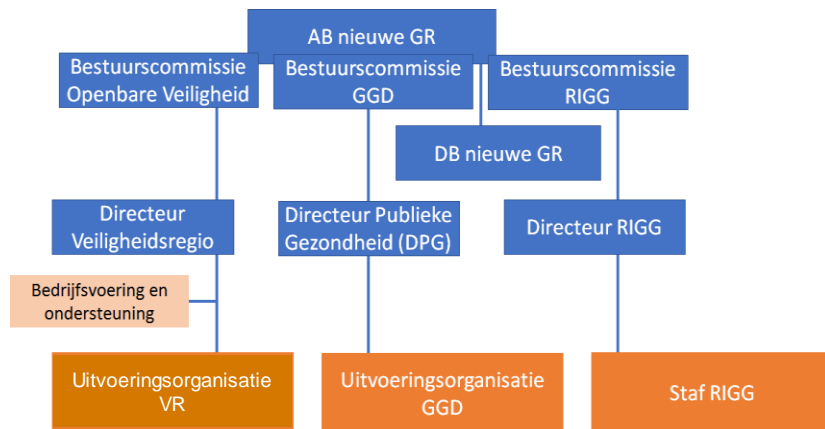 AB nieuwe GR
Bestuurscommissie
Openbare Veiligheid
Bestuurscommissie
GGD
Bestuurscommissie
RIGG
DB nieuwe GR
Directeur
Veiligheidsregio
Directeur Publieke
Gezondheid (DPG)
Directeur RIGG
Bedrijfsvoering en
ondersteuning
Uitvoeringsorganisatie
VR
Uitvoeringsorganisatie
GGD
Staf RIGG